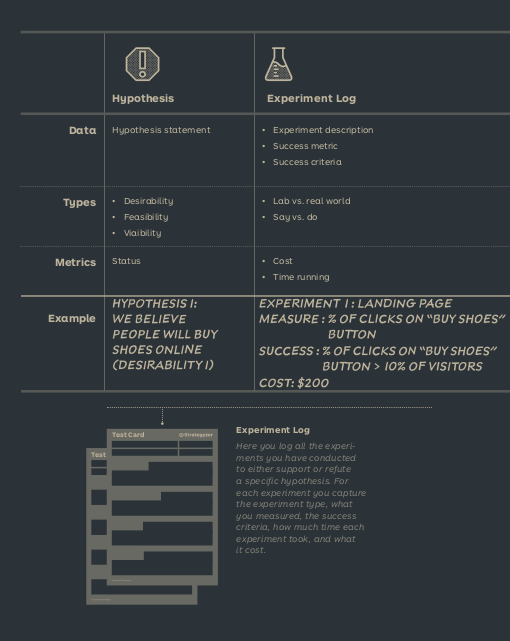 Hypothesis
Experiment Log
Data
Hypothesis statement
• Experiment description
• Success metric
• Success criteria
Types
• Desirability
• Feasibility
• Viaibility
• Lab vs. real world
• Say vs. do
Metrics
Status
• Cost
• Time running
Example
HYPOTHESIS 1:
WE BELIEVE
PEOPLE WILL BUY
SHOES ONLINE
(DESIRABILITY 1)
EXPERIMENT 1 : LANDING PAGE
MEASURE : % OF CLICKS ON “BUY SHOES”
BUTTON
SUCCESS : % OF CLICKS ON “BUY SHOES”
BUTTON > 10% OF VISITORS
COST: $200
Test
Test Card
©Strategyzer
Experiment Log
Here you log all the experi-
ments you have conducted
to either support or refute
a specific hypothesis. For
each experiment you capture
the experiment type, what
you measured, the success
criteria, how much time each
experiment took, and what
it cost.